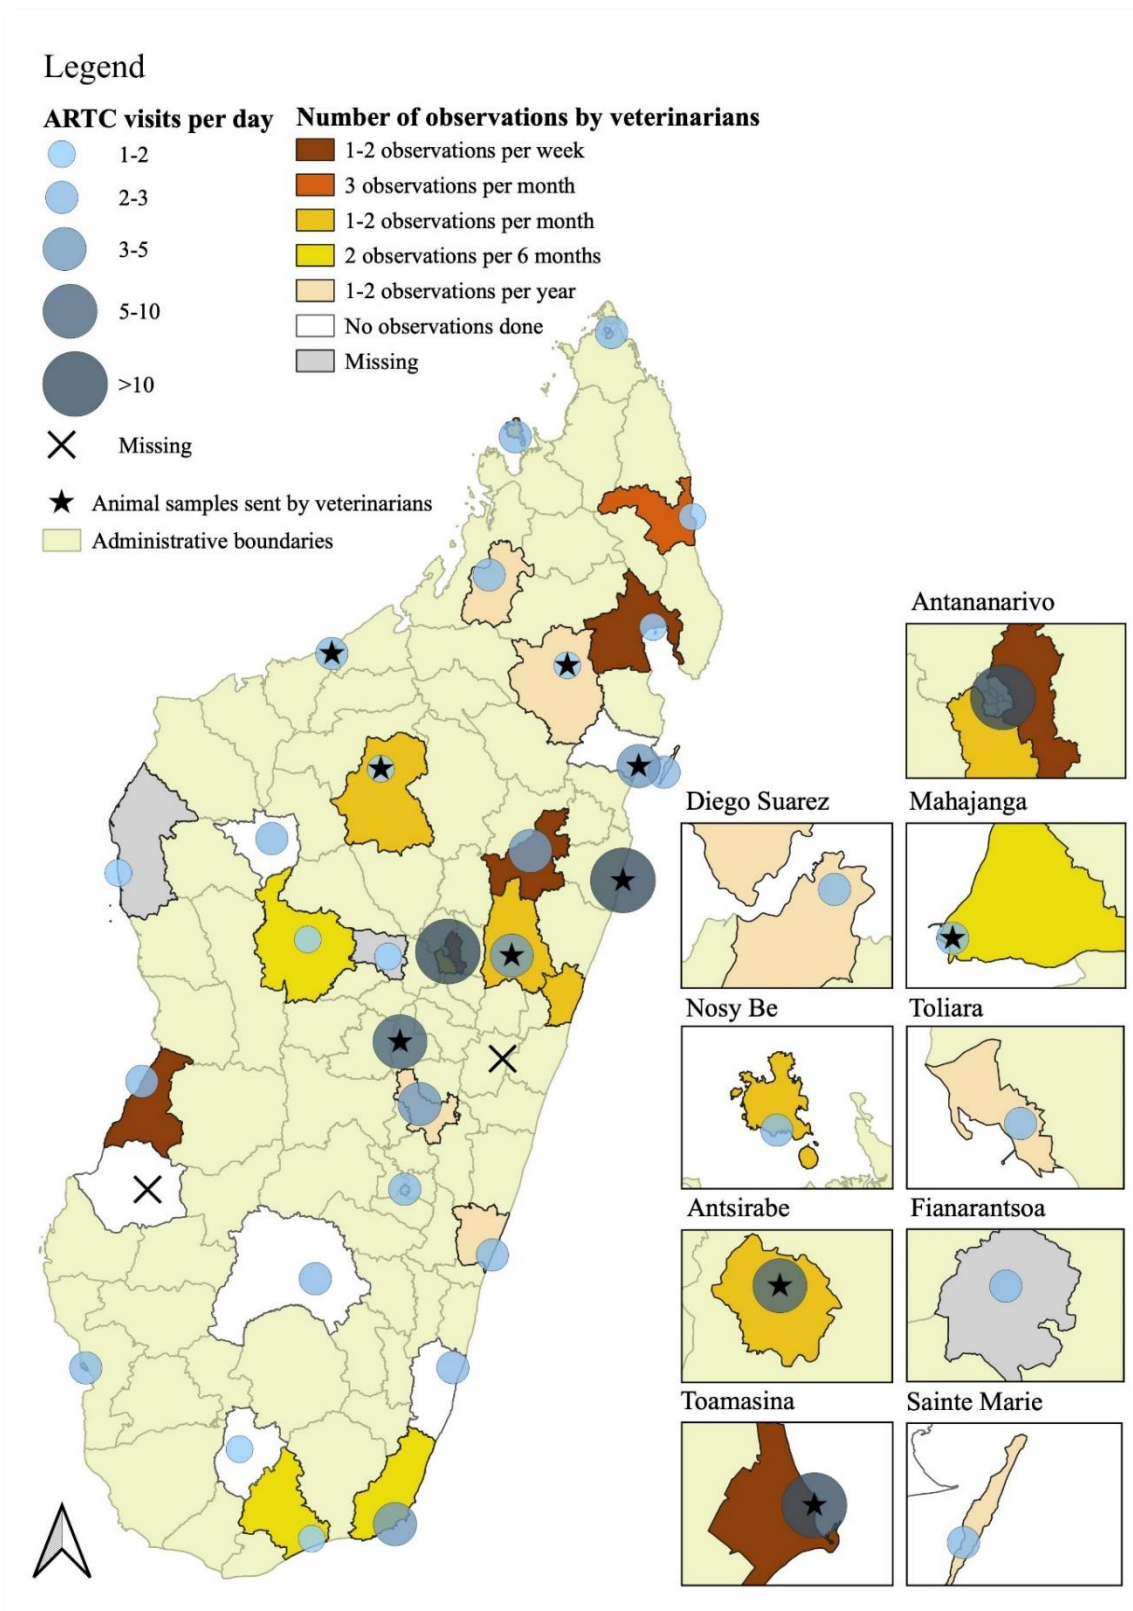 Legend
ARTC visits per day
1-2
2-3
3-5
5-10
>10
Missing
Animal samples sent by veterinarians
Administrative boundaries
Number of observations by veterinarians
1-2 observations per week
3 observations per month
1-2 observations per month
2 observations per 6 months
1-2 observations per year
No observations done
Missing
Antananarivo
Diego Suarez
Mahajanga
Nosy Be
Toliara
Antsirabe
Fianarantsoa
Toamasina
Sainte Marie